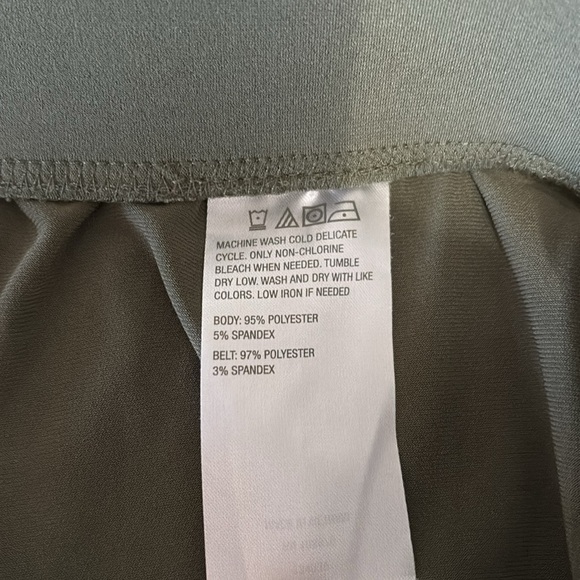 MACHINE WASH COLD DELICATE
CYCLE. ONLY NON-CHLORINE
BLEACH WHEN NEEDED. TUMBLE
DRY LOW. WASH AND DRY WITH LIKE
COLORS. LOW IRON IF NEEDED
BODY: 95% POLYESTER
5% SPANDEX
BELT: 97% POLYESTER
3% SPANDEX